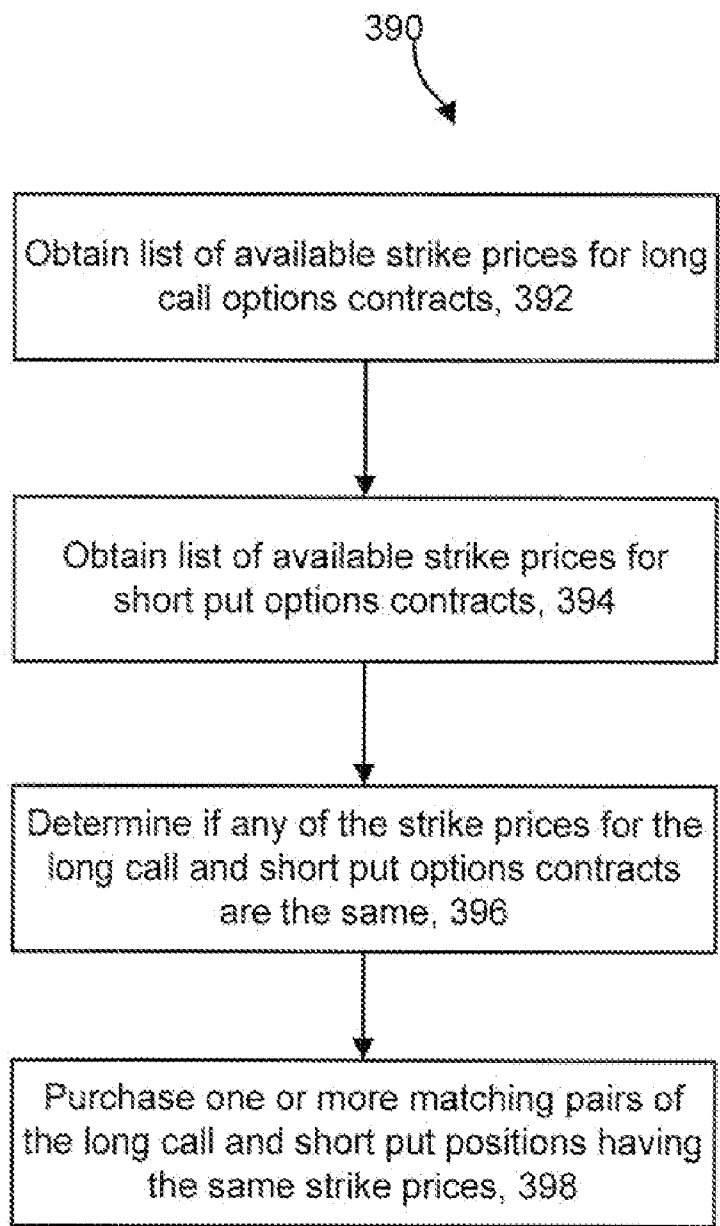 390
Obtain list of available strike prices for long
call options contracts, 392
Obtain list of available strike prices for
short put options contracts, 394
Determine if any of the strike prices for the
long call and short put options contracts
are the same, 396
Purchase one or more matching pairs of
the long call and short put positions having
the same strike prices, 398